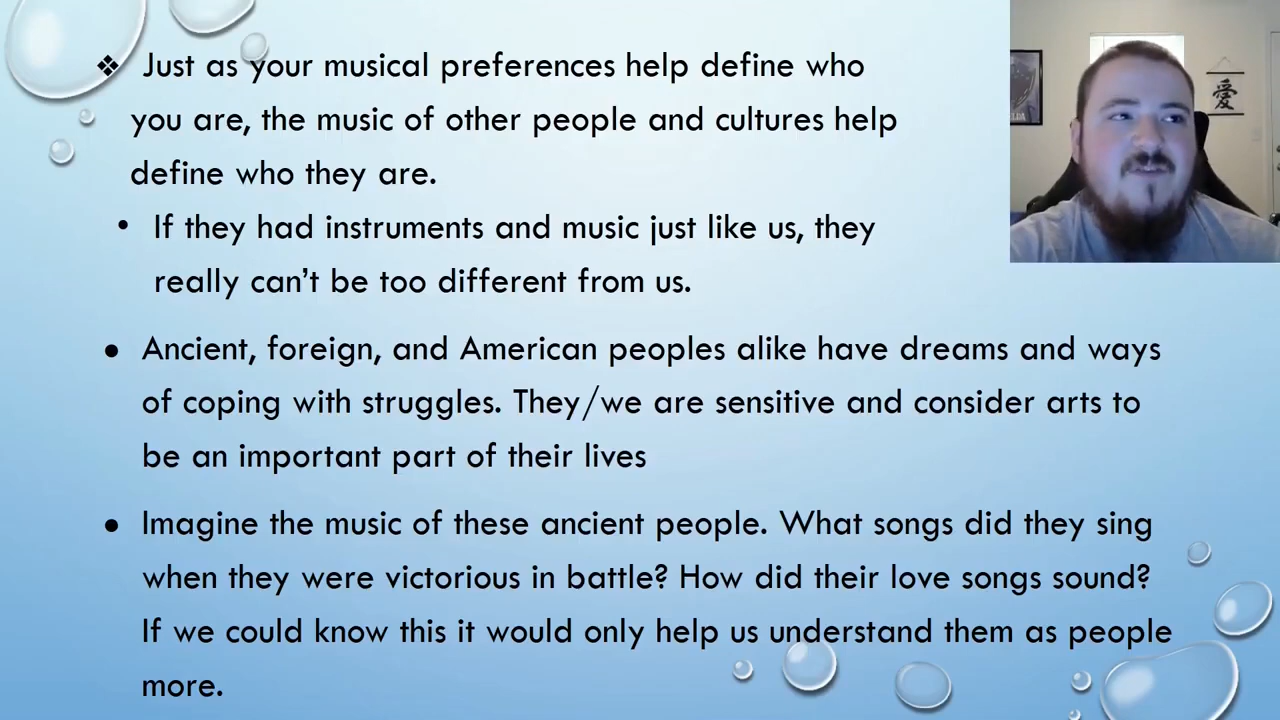 ❖ Just as your musical preferences help define who
you are, the music of other people and cultures help
define who they are.
• If they had instruments and music just like us, they
really can't be too different from us.
● Ancient, foreign, and American peoples alike have dreams and ways
of coping with struggles. They/we are sensitive and consider arts to
be an important part of their lives
● Imagine the music of these ancient people. What songs did they sing
when they were victorious in battle? How did their love songs sound?
If we could know this it would only help us understand them as people
more.
愛